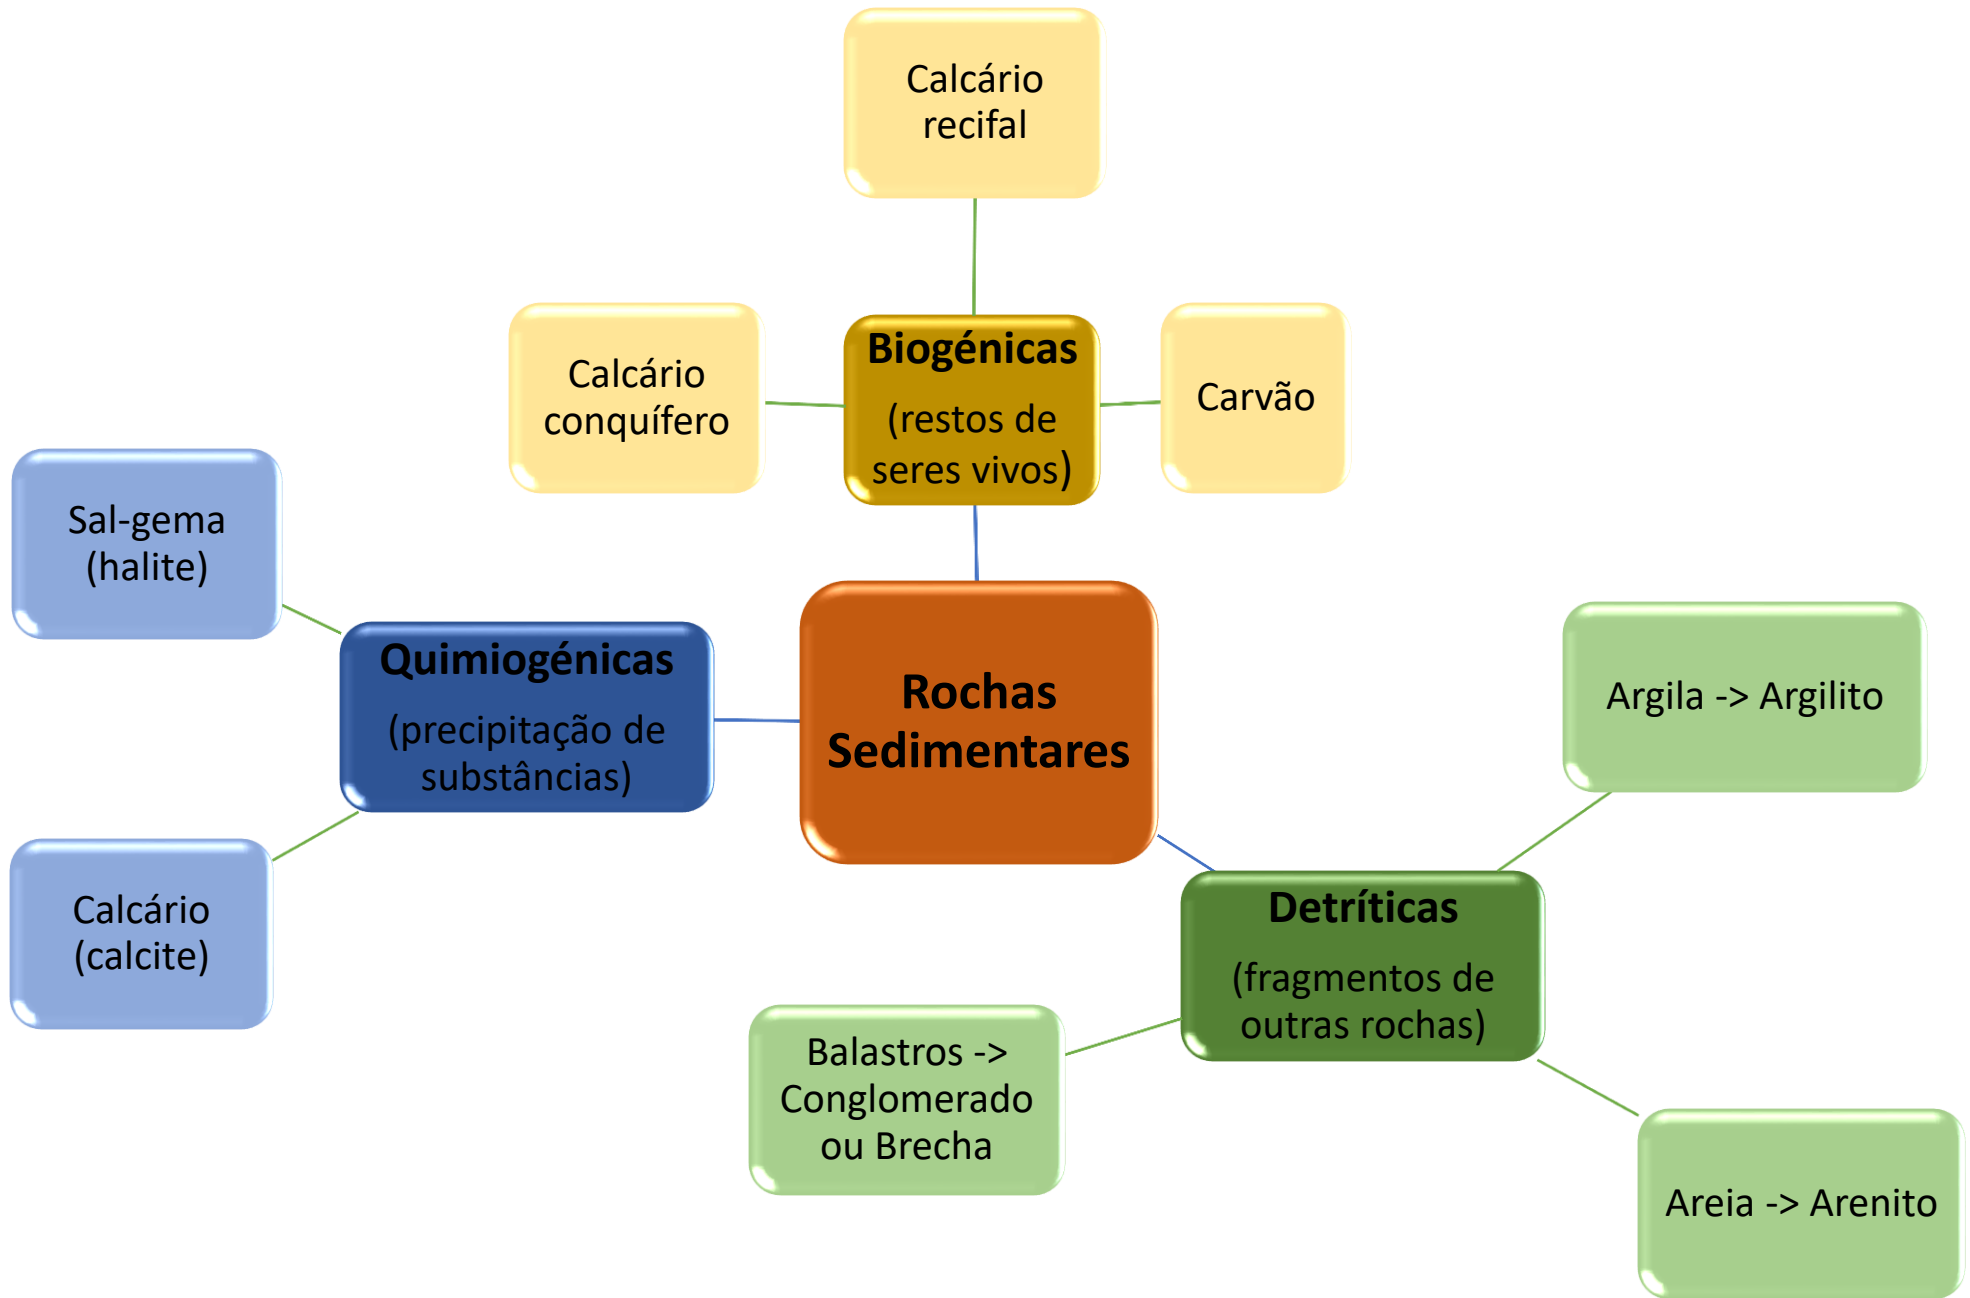 Calcário
recifal
Calcário
conquífero
Biogénicas
(restos de
seres vivos)
Carvão
Sal-gema
(halite)
Quimiogénicas
(precipitação de
substâncias)
Rochas
Sedimentares
Argila -> Argilito
Calcário
(calcite)
Detríticas
(fragmentos de
outras rochas)
Balastros ->
Conglomerado
ou Brecha
Areia -> Arenito